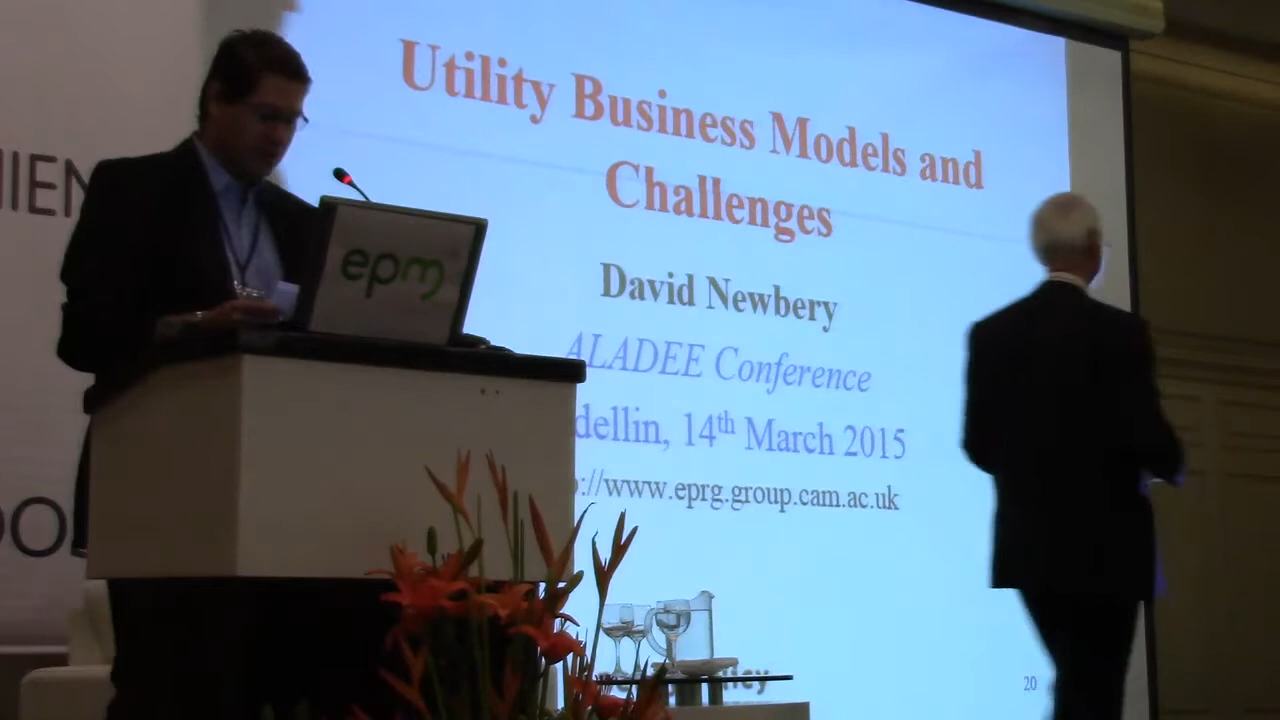 Utility Business Models and
Challenges
David Newbery
ALADEE Conference
dellin, 14th March 2015
://www.eprg.group.cam.ac.uk
20
epm